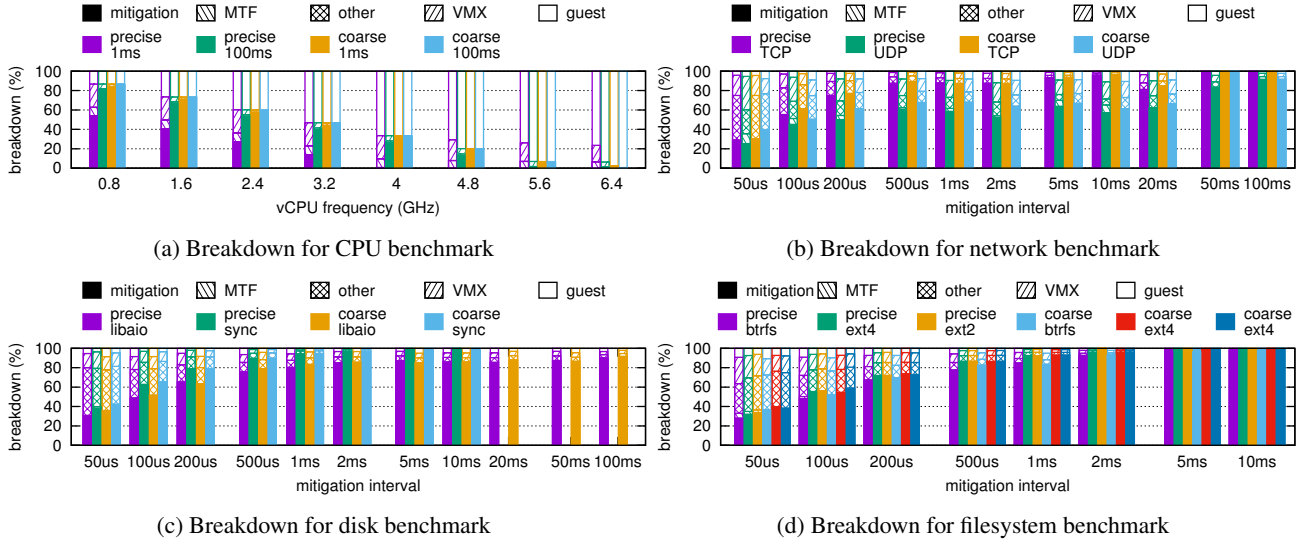 mitigation MTF other VMX guest
precise 1ms precise 100ms coarse 1ms coarse 100ms
breakdown (%)
100
80
60
40
20
0
0.8 1.6 2.4 3.2 4 4.8 5.6 6.4
vCPU frequency (GHz)
(a) Breakdown for CPU benchmark
mitigation MTF other VMX guest
precise TCP precise UDP coarse TCP coarse UDP
breakdown (%)
100
80
60
40
20
0
50us 100us 200us 500us 1ms 2ms 5ms 10ms 20ms 50ms 100ms
mitigation interval
(b) Breakdown for network benchmark
mitigation MTF other VMX guest
precise libaio precise sync coarse libaio coarse sync
breakdown (%)
100
80
60
40
20
0
50us 100us 200us 500us 1ms 2ms 5ms 10ms 20ms 50ms 100ms
mitigation interval
(c) Breakdown for disk benchmark
mitigation MTF other VMX guest
precise btrfs precise ext4 precise ext2 coarse btrfs coarse ext4 coarse ext4
breakdown (%)
100
80
60
40
20
0
50us 100us 200us 500us 1ms 2ms 5ms 10ms
mitigation interval
(d) Breakdown for filesystem benchmark